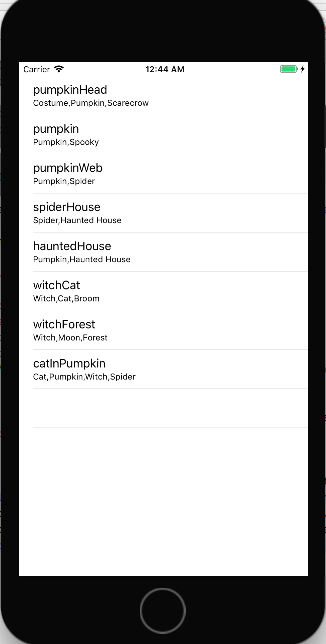 Carrier 12:44 AM
pumpkinHead
Costume,Pumpkin,Scarecrow
pumpkin
Pumpkin,Spooky
pumpkinWeb
Pumpkin,Spider
spiderHouse
Spider,Haunted House
hauntedHouse
Pumpkin,Haunted House
witchCat
Witch,Cat,Broom
witchForest
Witch,Moon,Forest
catInPumpkin
Cat,Pumpkin,Witch,Spider